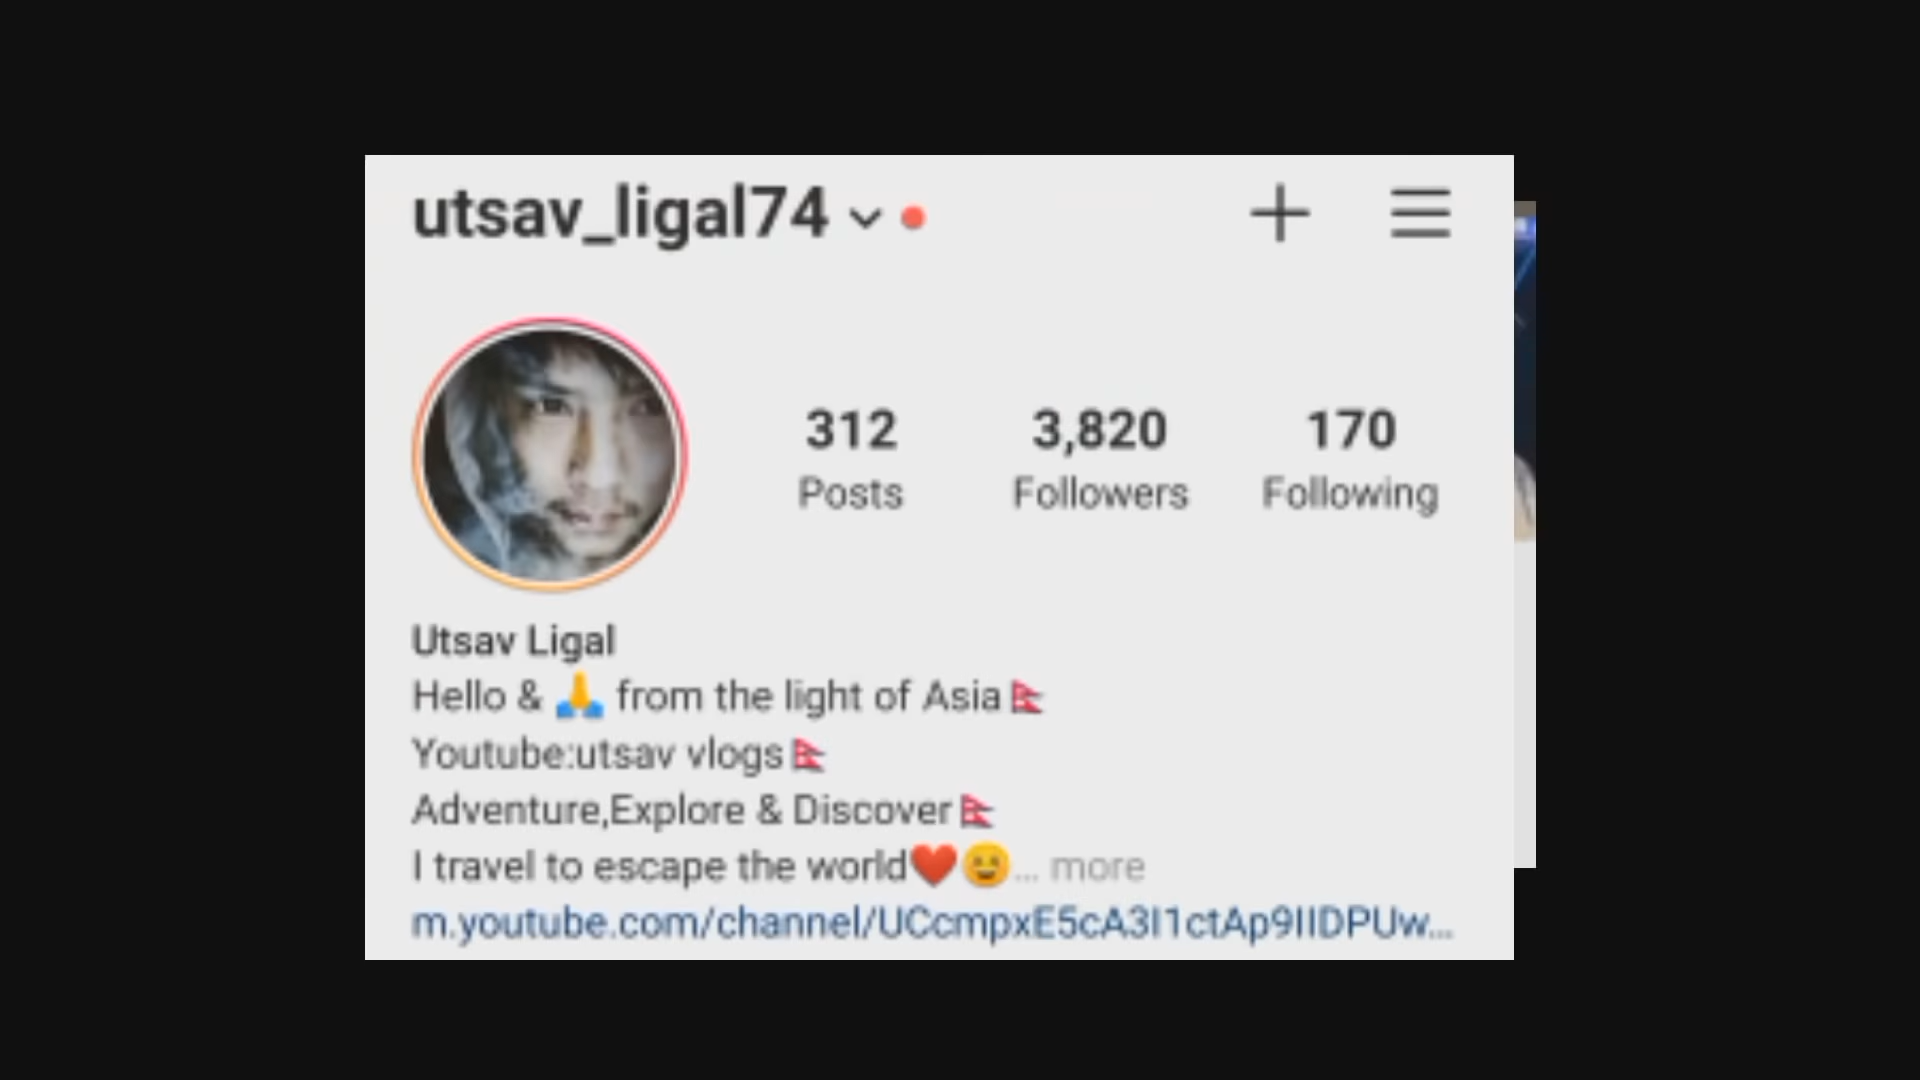 utsav_ligal74
312 3,820 170
Posts Followers Following
Utsav Ligal
Hello & 🙏 from the light of Asia🇳🇵
Youtube:utsav vlogs🇳🇵
Adventure,Explore & Discover🇳🇵
I travel to escape the world❤️😉... more
m.youtube.com/channel/UCcmpxE5cA3I1ctAp9IIDPUw...